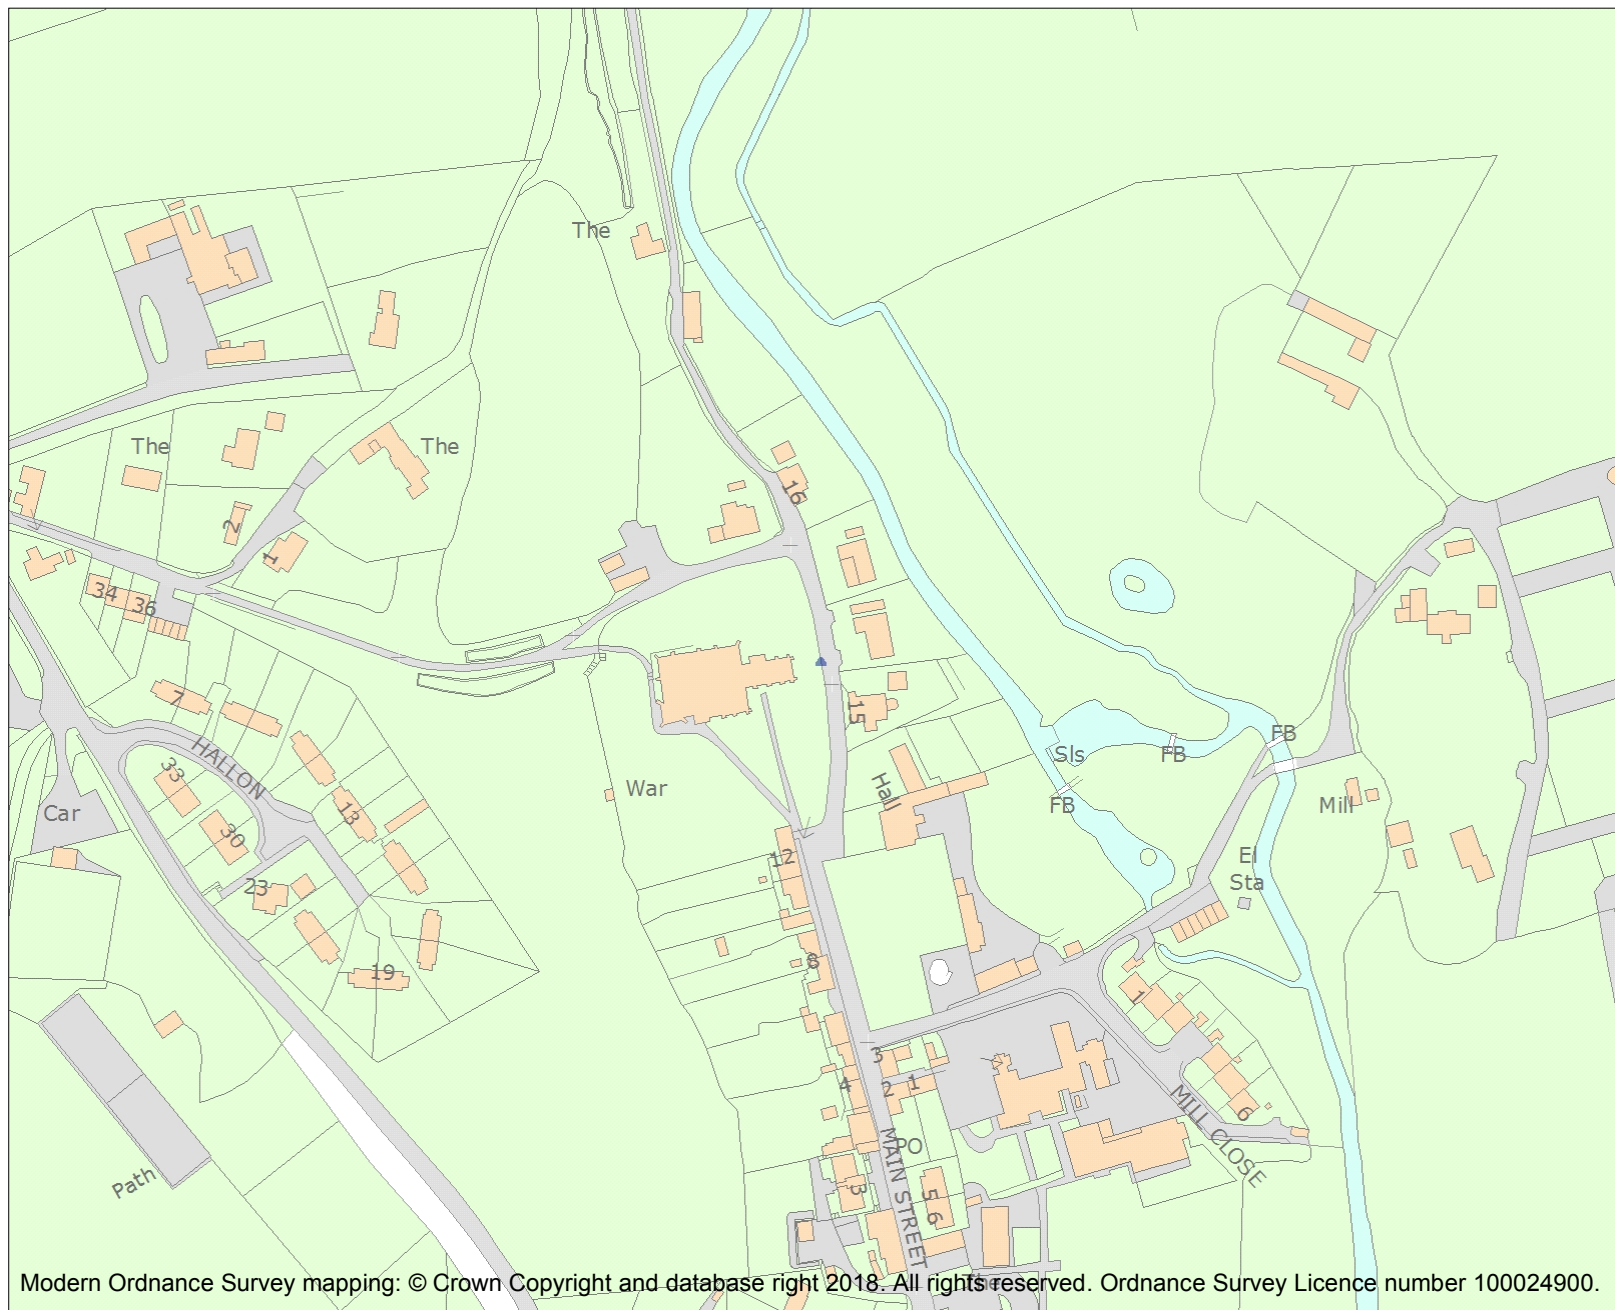 The
The
The
16
2
1
34
36
7
15
HALLON
33
Sls
FB
FB
FB
War
Hall
Car
13
Mill
30
12
El
Sta
23
8
19
1
3
4
2
1
6
MILL CLOSE
PO
MAIN STREET
Path
3
5 6
The
Modern Ordnance Survey mapping: © Crown Copyright and database right 2018. All rights reserved. Ordnance Survey Licence number 100024900.